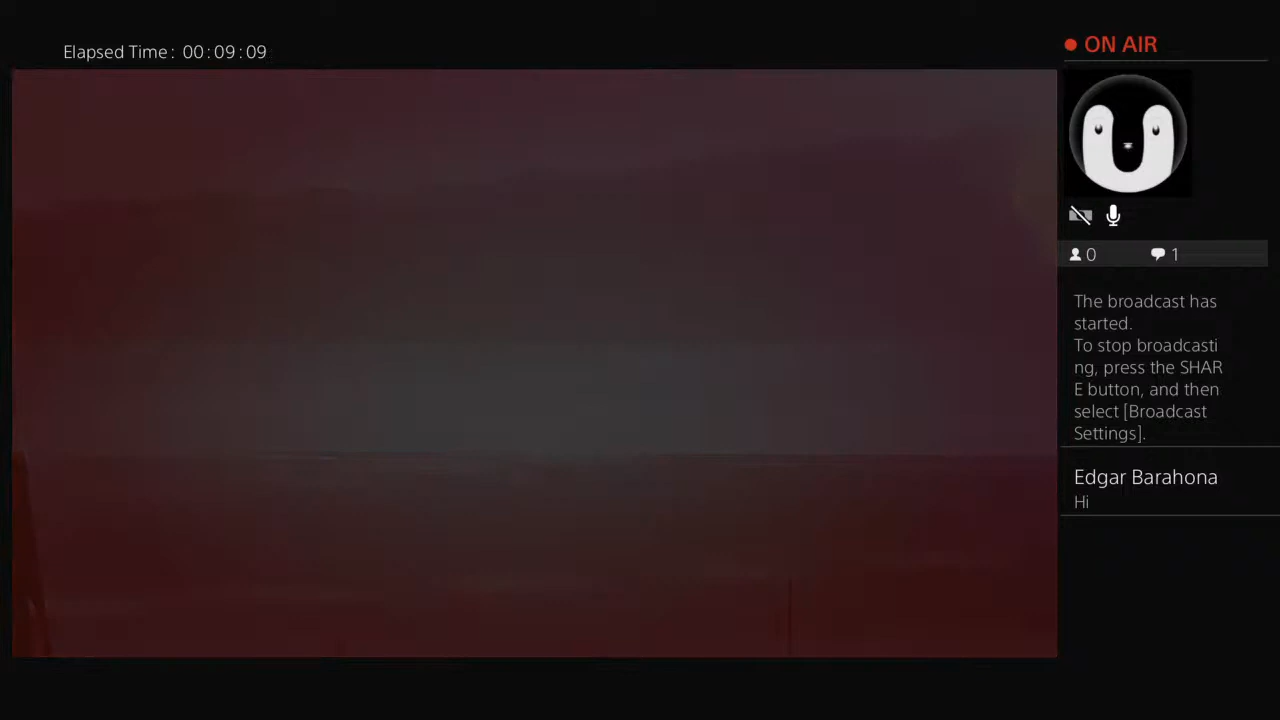 Elapsed Time: 00:09:09
ON AIR
0 1
The broadcast has
started.
To stop broadcasti
ng, press the SHAR
E button, and then
select [Broadcast
Settings].
Edgar Barahona
Hi